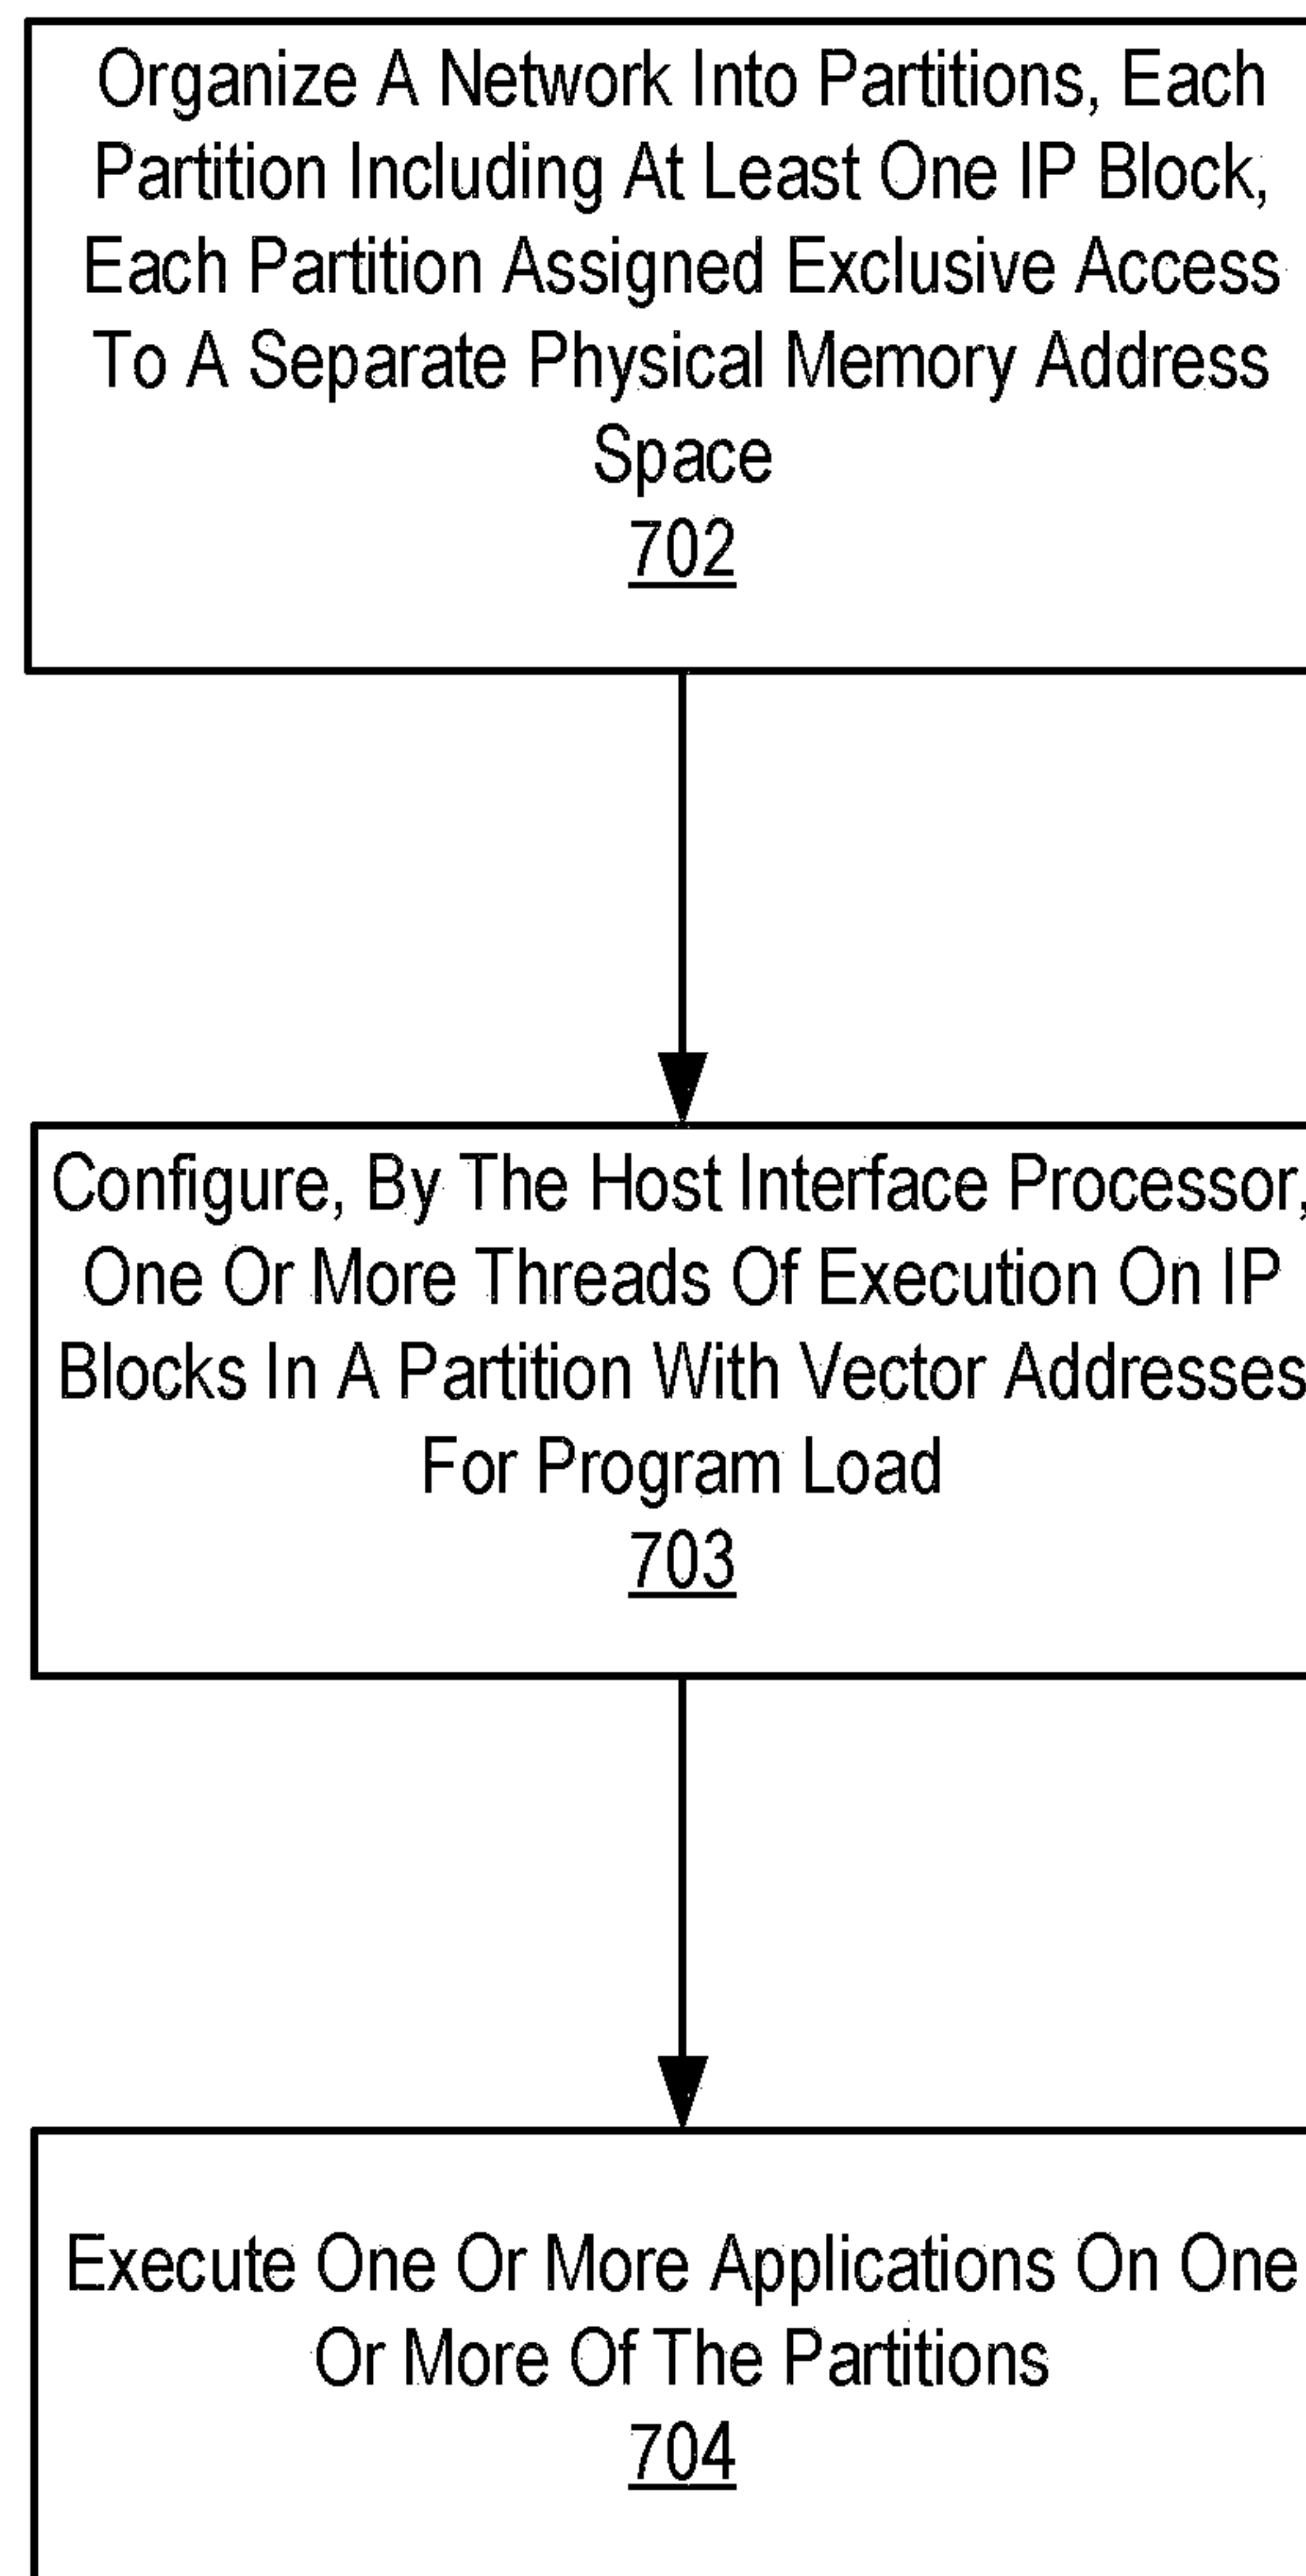 Organize A Network Into Partitions, Each
Partition Including At Least One IP Block,
Each Partition Assigned Exclusive Access
To A Separate Physical Memory Address
Space
702
Configure, By The Host Interface Processor,
One Or More Threads Of Execution On IP
Blocks In A Partition With Vector Addresses
For Program Load
703
Execute One Or More Applications On One
Or More Of The Partitions
704